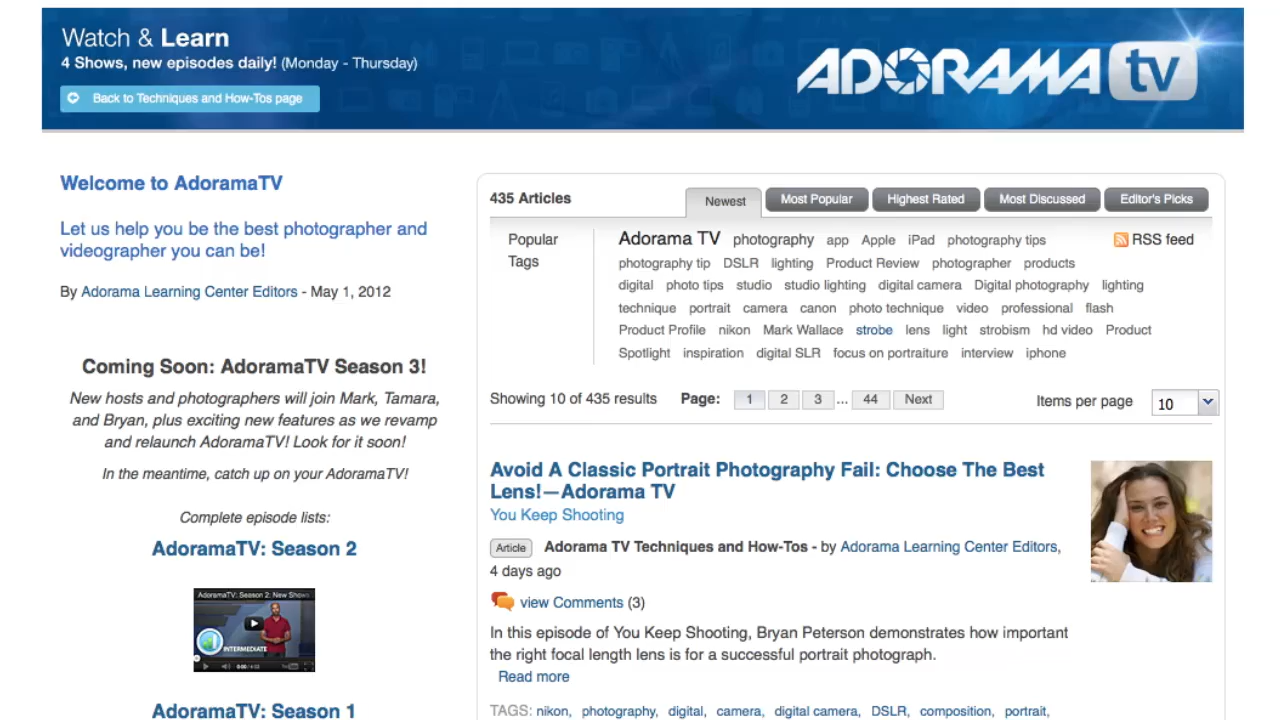 Watch & Learn
4 Shows, new episodes daily! (Monday - Thursday)
Back to Techniques and How-Tos page
ADORAMA tv
Welcome to AdoramaTV
Let us help you be the best photographer and
videographer you can be!
By Adorama Learning Center Editors - May 1, 2012
Coming Soon: AdoramaTV Season 3!
New hosts and photographers will join Mark, Tamara,
and Bryan, plus exciting new features as we revamp
and relaunch AdoramaTV! Look for it soon!
In the meantime, catch up on your AdoramaTV!
Complete episode lists:
AdoramaTV: Season 2
AdoramaTV: Season 2: New Shows
INTERMEDIATE
AdoramaTV: Season 1
435 Articles
Newest
Most Popular
Highest Rated
Most Discussed
Editor's Picks
Popular
Tags
Adorama TV photography app Apple iPad photography tips
photography tip DSLR lighting Product Review photographer products
digital photo tips studio studio lighting digital camera Digital photography lighting
technique portrait camera canon photo technique video professional flash
Product Profile nikon Mark Wallace strobe lens light strobism hd video Product
Spotlight inspiration digital SLR focus on portraiture interview iphone
RSS feed
Showing 10 of 435 results Page: 1 2 3 ... 44 Next
Items per page 10
Avoid A Classic Portrait Photography Fail: Choose The Best
Lens!—Adorama TV
You Keep Shooting
Article Adorama TV Techniques and How-Tos - by Adorama Learning Center Editors,
4 days ago
view Comments (3)
In this episode of You Keep Shooting, Bryan Peterson demonstrates how important
the right focal length lens is for a successful portrait photograph.
Read more
TAGS: nikon, photography, digital, camera, digital camera, DSLR, composition, portrait,